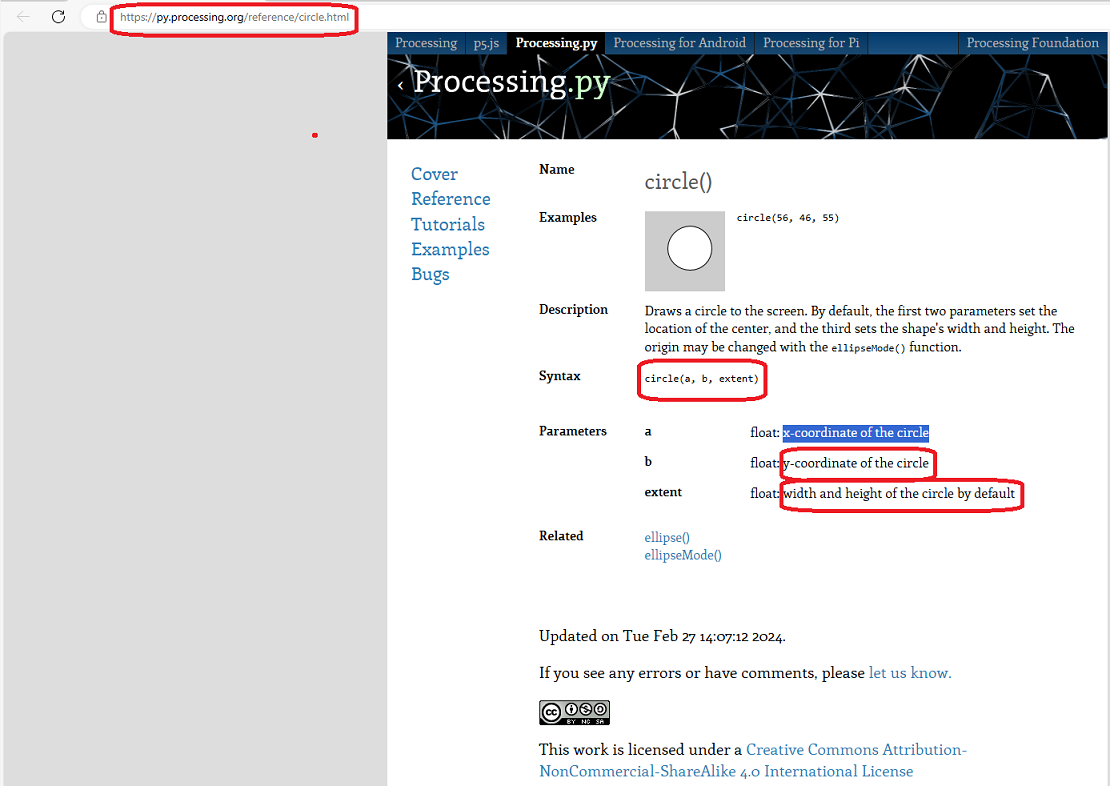 https://py.processing.org/reference/circle.html
Processing p5.js Processing.py Processing for Android Processing for Pi Processing Foundation
‹ Processing.py
Cover
Reference
Tutorials
Examples
Bugs
Name
circle()
Examples
circle(56, 46, 55)
Description
Draws a circle to the screen. By default, the first two parameters set the
location of the center, and the third sets the shape's width and height. The
origin may be changed with the ellipseMode() function.
Syntax
circle(a, b, extent)
Parameters
a float: x-coordinate of the circle
b float: y-coordinate of the circle
extent float: width and height of the circle by default
Related
ellipse()
ellipseMode()
Updated on Tue Feb 27 14:07:12 2024.
If you see any errors or have comments, please let us know.
cc BY NC SA
This work is licensed under a Creative Commons Attribution-
NonCommercial-ShareAlike 4.0 International License